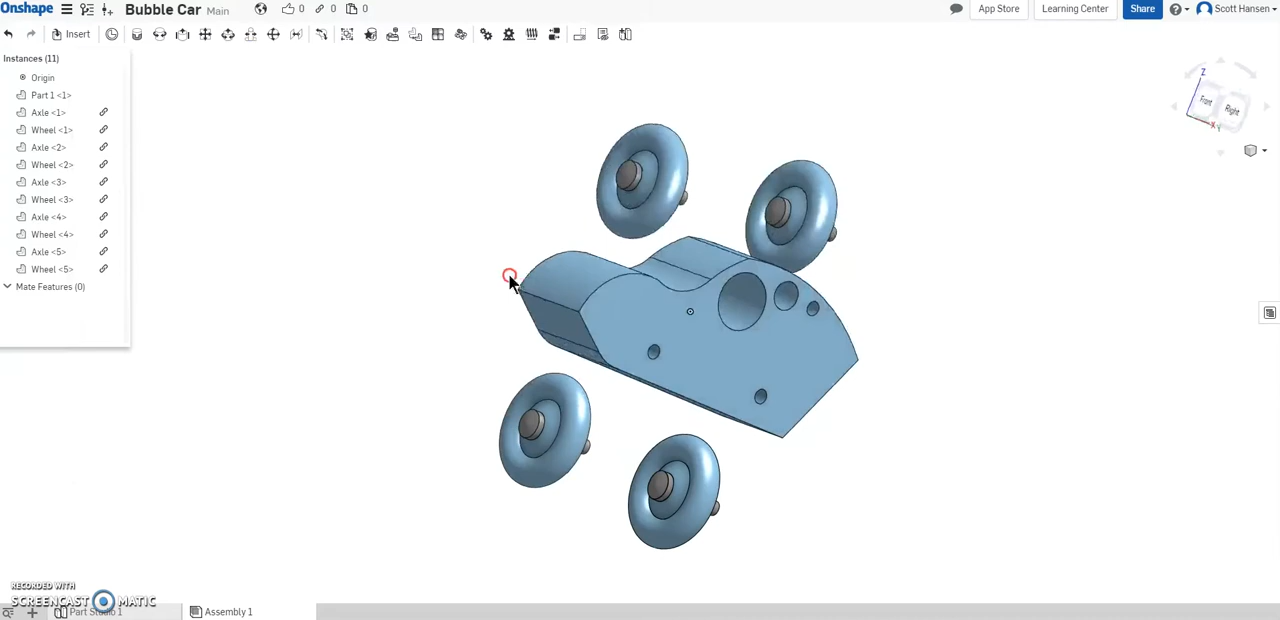 Onshape Bubble Car Main 0 0 0 App Store Learning Center Share Scott Hansen
Insert
Instances (11)
Origin
Part 1 <1>
Axle <1>
Wheel <1>
Axle <2>
Wheel <2>
Axle <3>
Wheel <3>
Axle <4>
Wheel <4>
Axle <5>
Wheel <5>
Mate Features (0)
Z
Front Right
X Y
RECORDED WITH
SCREENCAST MATIC
Part Studio 1 Assembly 1